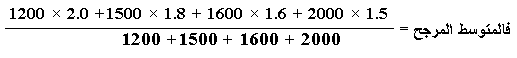 1200 × 2.0 +1500 × 1.8 + 1600 × 1.6 + 2000 × 1.5
فالمتوسط المرجح =
1200 +1500 + 1600 + 2000